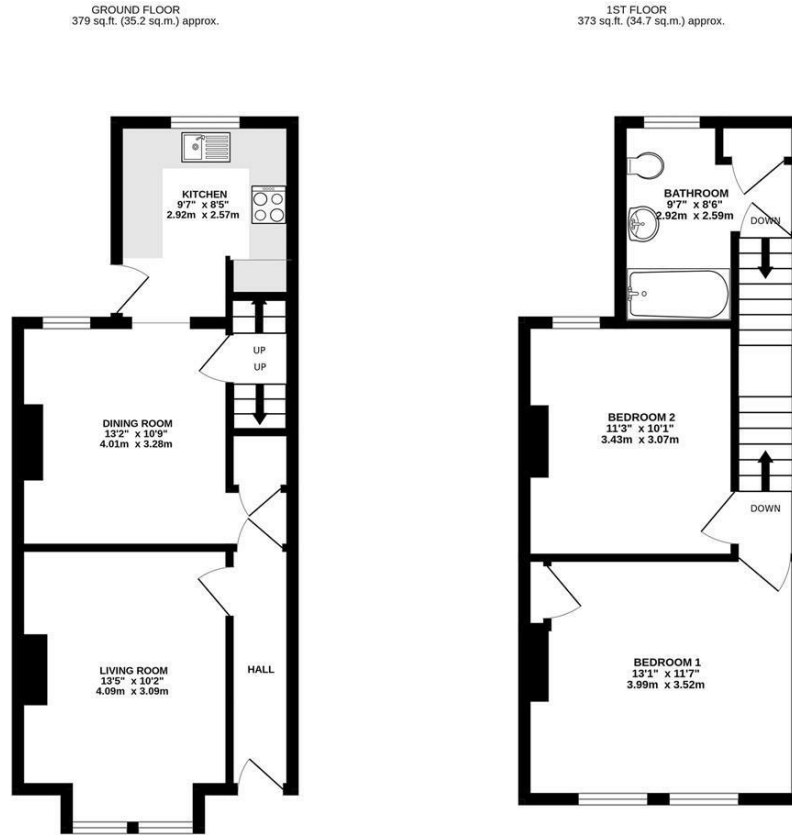 GROUND FLOOR
379 sq.ft. (35.2 sq.m.) approx.
KITCHEN
9'7" x 8'5"
2.92m x 2.57m
UP
UP
DINING ROOM
13'2" x 10'9"
4.01m x 3.28m
LIVING ROOM
13'5" x 10'2"
4.09m x 3.09m
HALL
1ST FLOOR
373 sq.ft. (34.7 sq.m.) approx.
BATHROOM
9'7" x 8'6"
2.92m x 2.59m
DOWN
BEDROOM 2
11'3" x 10'1"
3.43m x 3.07m
DOWN
BEDROOM 1
13'1" x 11'7"
3.99m x 3.52m